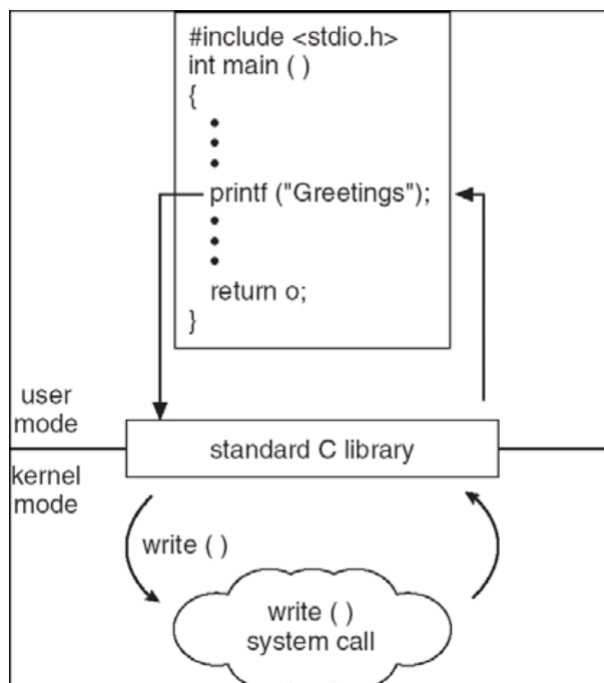 #include <stdio.h>
int main ( )
{
•
•
•
printf ("Greetings");
•
•
•
return o;
}
user
mode
standard C library
kernel
mode
write ( )
write ( )
system call